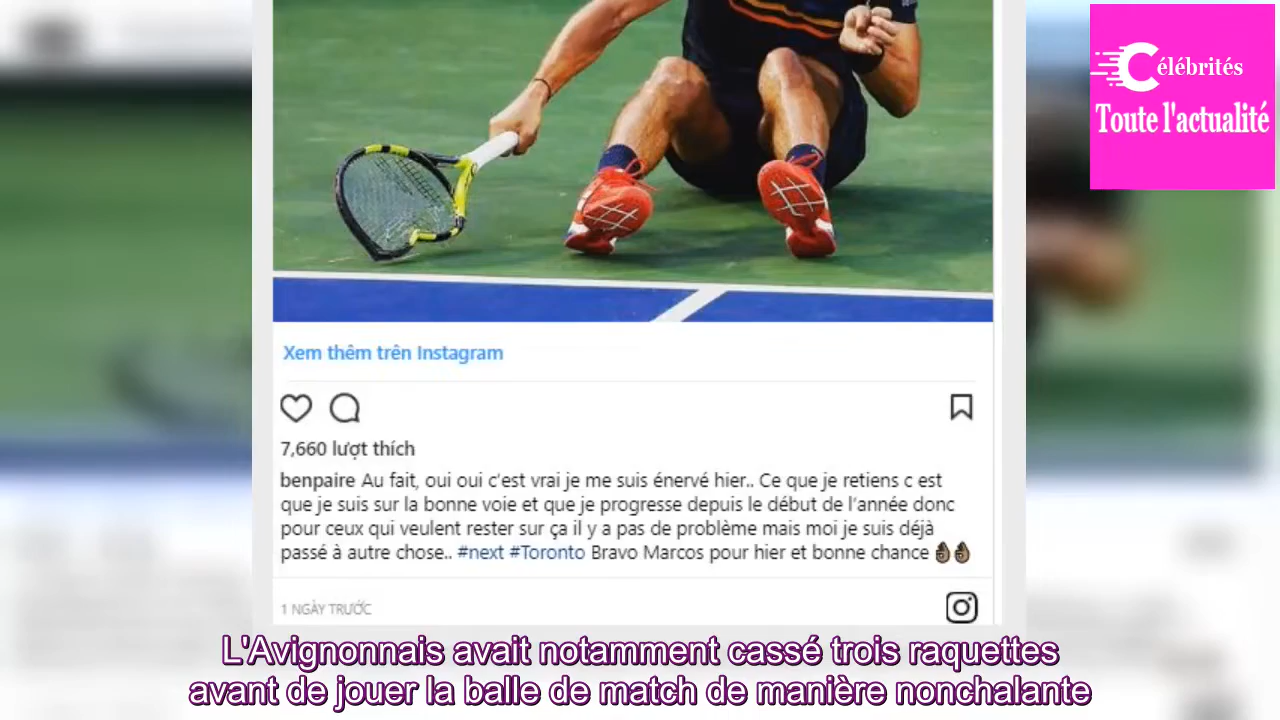 Célébrités
Toute l'actualité
Xem thêm trên Instagram
7,660 lượt thích
benpaire Au fait, oui oui c'est vrai je me suis énervé hier.. Ce que je retiens c est
que je suis sur la bonne voie et que je progresse depuis le début de l'année donc
pour ceux qui veulent rester sur ça il y a pas de problème mais moi je suis déjà
passé à autre chose.. #next #Toronto Bravo Marcos pour hier et bonne chance 👌🏿👌🏿
1 NGÀY TRƯỚC
L'Avignonnais avait notamment cassé trois raquettes
avant de jouer la balle de match de manière nonchalante